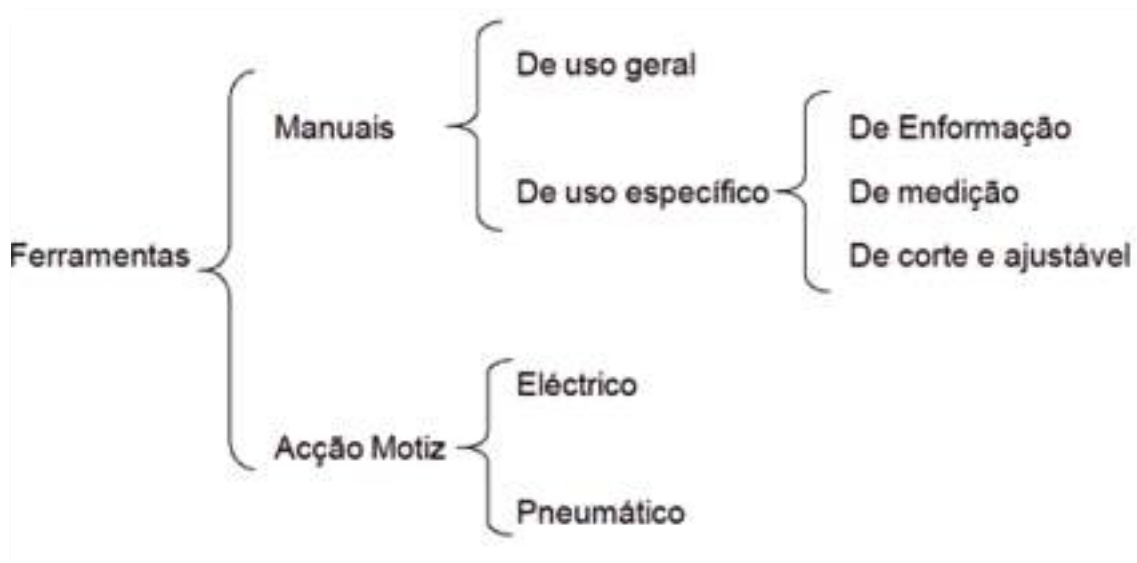 Ferramentas
Manuais
De uso geral
De uso específico
De Enformação
De medição
De corte e ajustável
Acção Motiz
Eléctrico
Pneumático